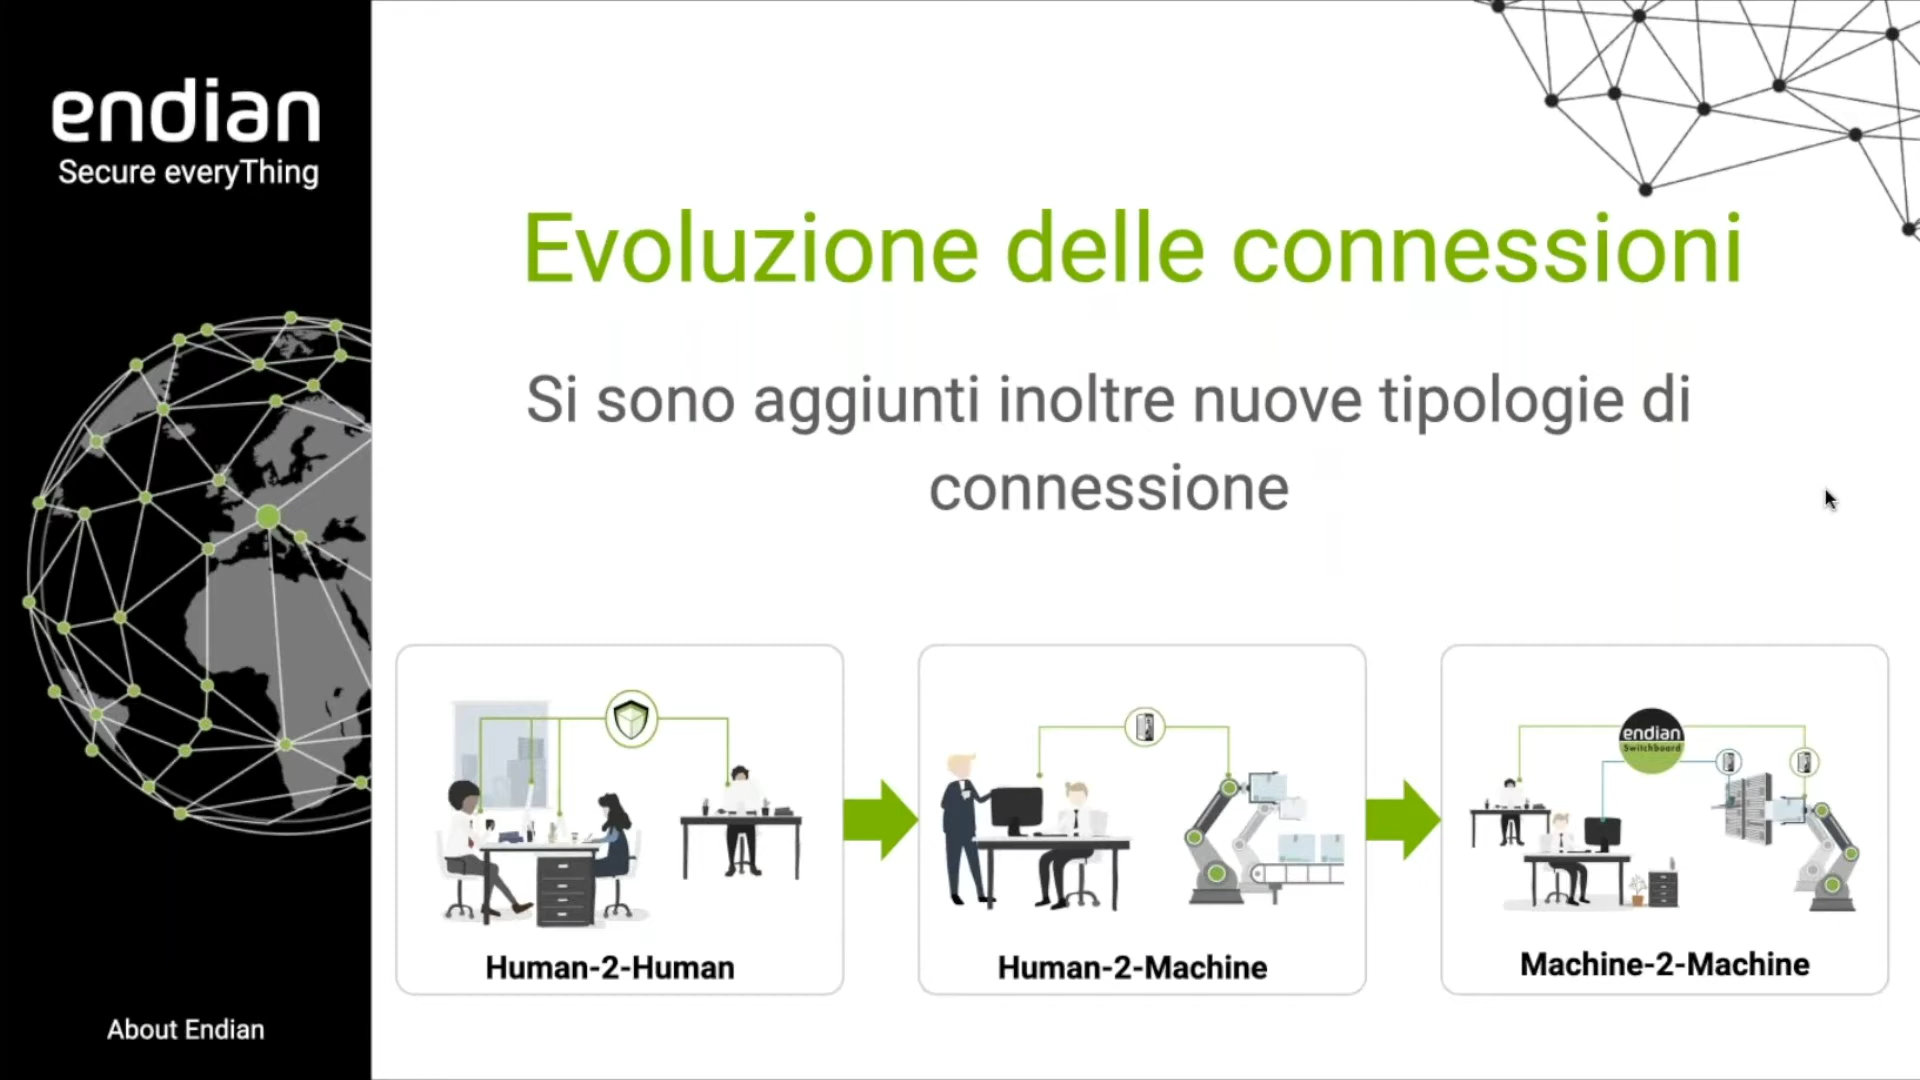 endian
Secure everyThing
Evoluzione delle connessioni
Si sono aggiunti inoltre nuove tipologie di
connessione
endian
Switchboard
Human-2-Human
Human-2-Machine
Machine-2-Machine
About Endian